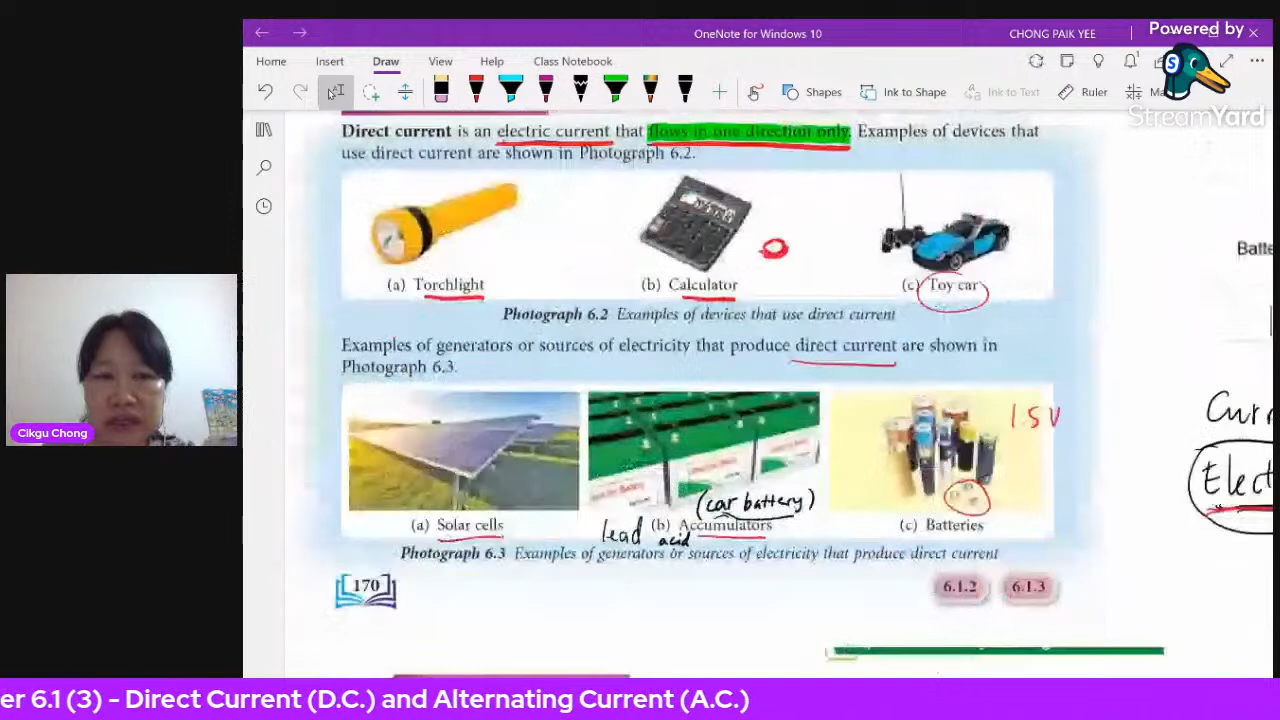 OneNote for Windows 10
CHONG PAIK YEE
Powered by
StreamYard
Home Insert Draw View Help Class Notebook
Shapes Ink to Shape Ink to Text Ruler
Direct current is an electric current that flows in one direction only. Examples of devices that
use direct current are shown in Photograph 6.2.
(a) Torchlight (b) Calculator (c) Toy car
Photograph 6.2 Examples of devices that use direct current
Examples of generators or sources of electricity that produce direct current are shown in
Photograph 6.3.
1.5 V
(car battery)
(a) Solar cells (b) Accumulators (c) Batteries
lead acid
Photograph 6.3 Examples of generators or sources of electricity that produce direct current
170
6.1.2 6.1.3
Cikgu Chong
er 6.1 (3) - Direct Current (D.C.) and Alternating Current (A.C.)